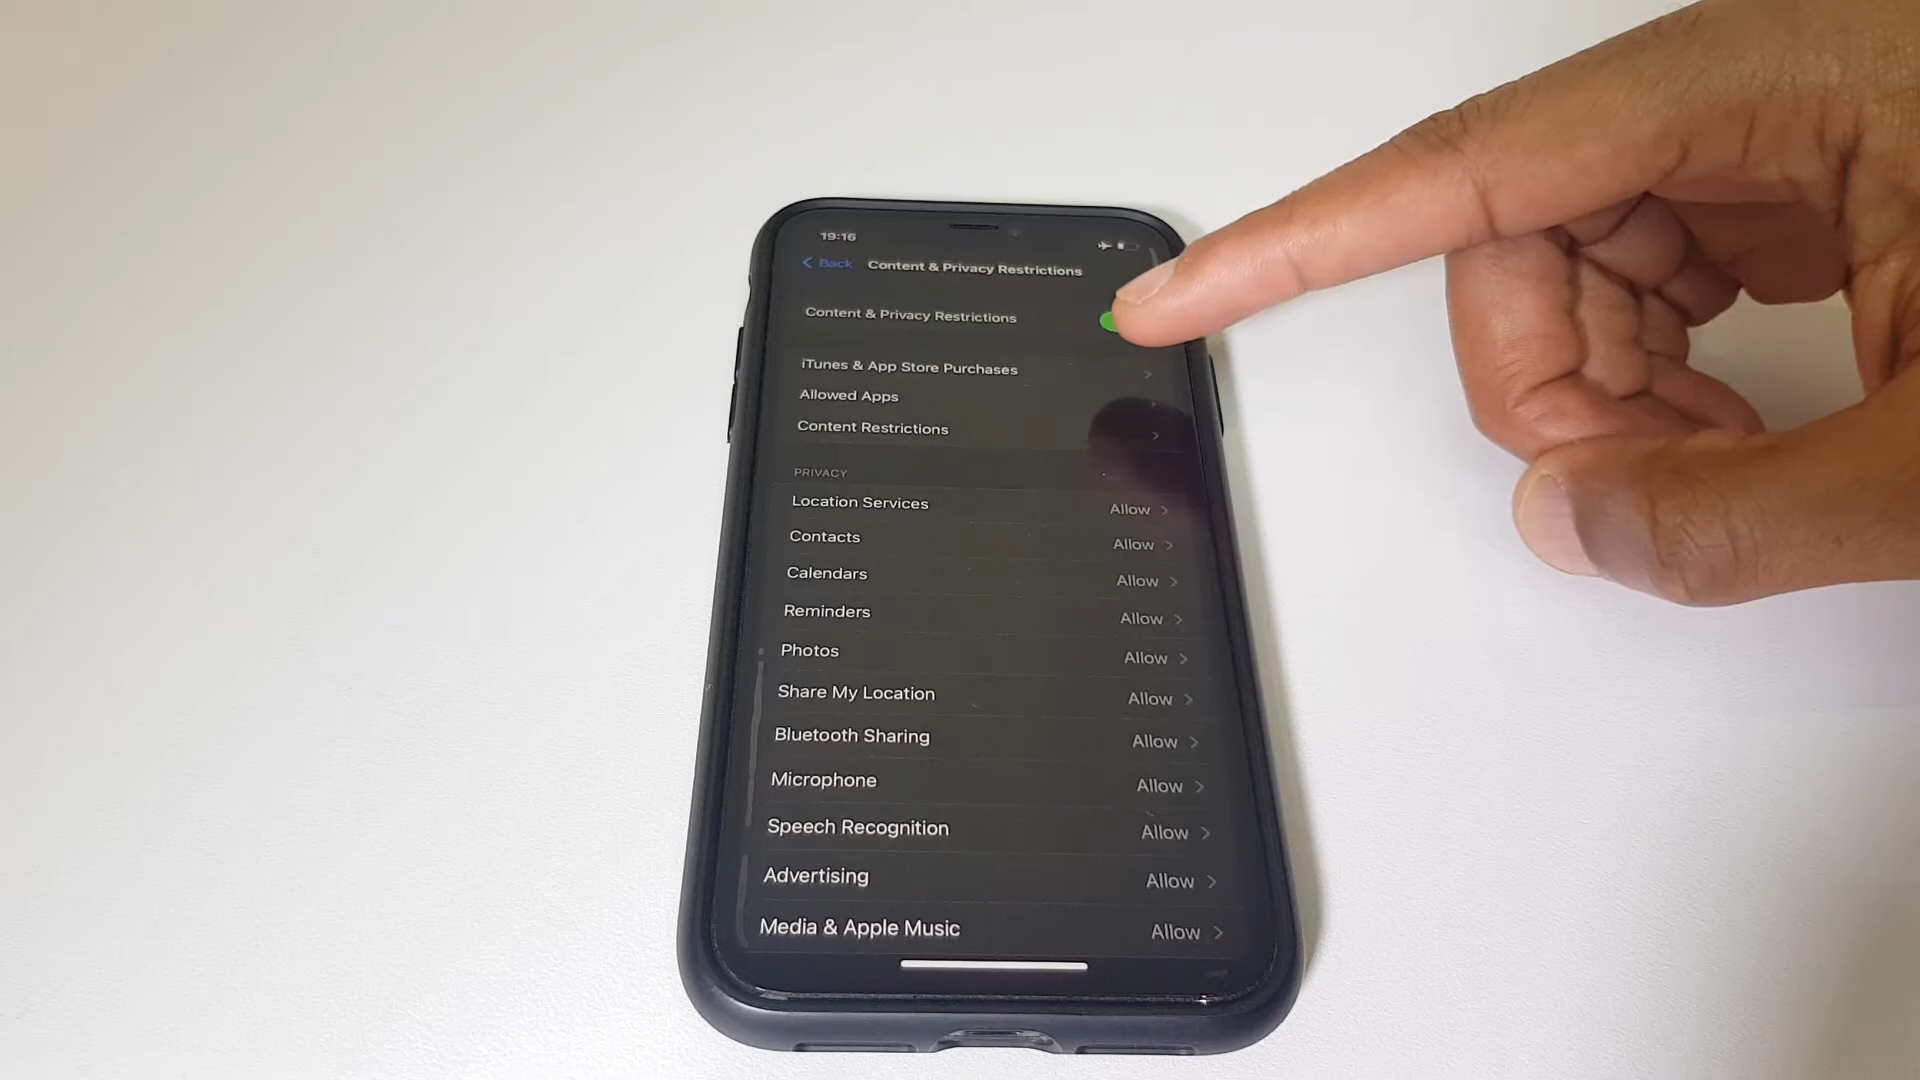 19:16
Back Content & Privacy Restrictions
Content & Privacy Restrictions
iTunes & App Store Purchases
Allowed Apps
Content Restrictions
PRIVACY
Location Services Allow
Contacts Allow
Calendars Allow
Reminders Allow
Photos Allow
Share My Location Allow
Bluetooth Sharing Allow
Microphone Allow
Speech Recognition Allow
Advertising Allow
Media & Apple Music Allow